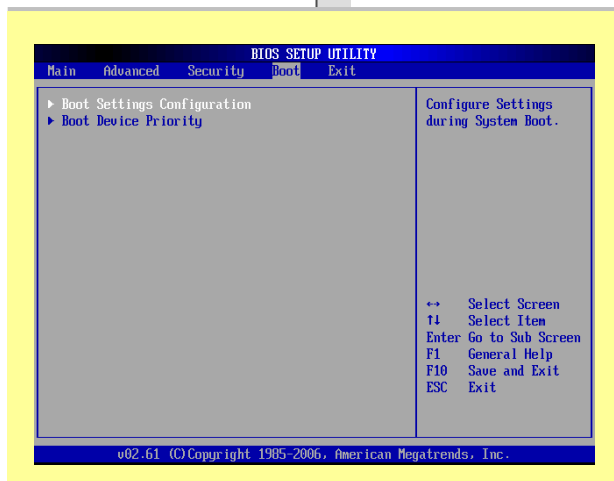 BIOS SETUP UTILITY
Main Advanced Security Boot Exit
Boot Settings Configuration
Boot Device Priority
Configure Settings
during System Boot.
↔ Select Screen
↑↓ Select Item
Enter Go to Sub Screen
F1 General Help
F10 Save and Exit
ESC Exit
v02.61 (C)Copyright 1985-2006, American Megatrends, Inc.